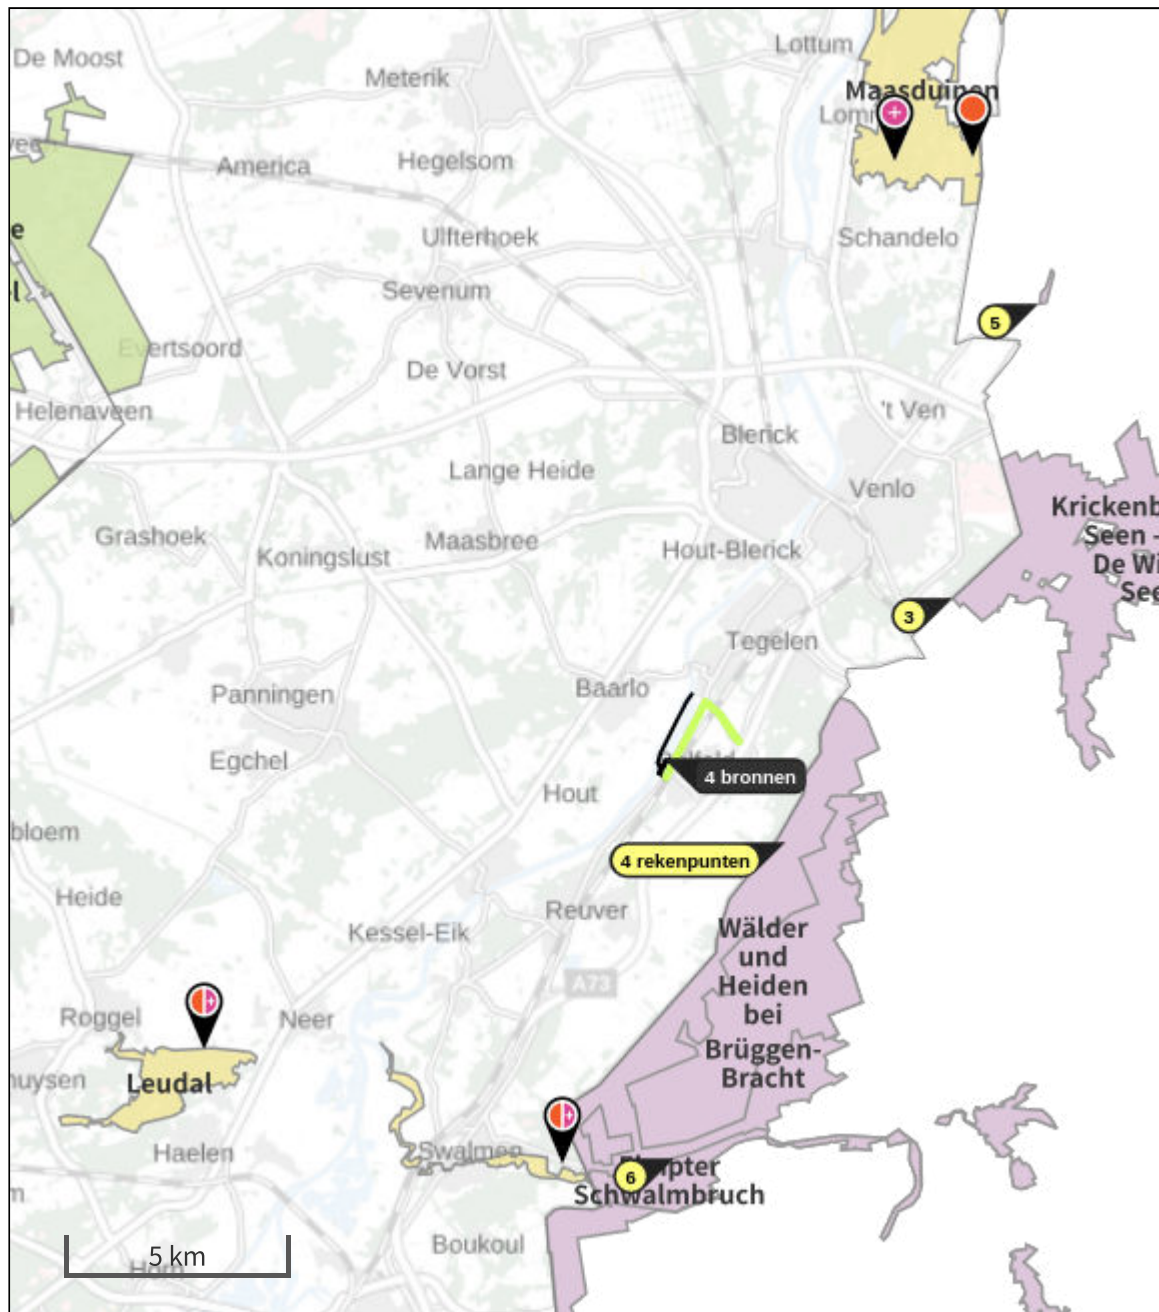 De Moost
Lottum
Meterik
Maasduinen
America
Hegelsom
Ulfterhoek
Schandelo
Sevenum
5
Evertsoord
De Vorst
Helenaveen
't Ven
Blerick
Lange Heide
Venlo
Grashoek
Koningslust
Maasbree
Hout-Blerick
3
Tegelen
Panningen
Baarlo
Egchel
4 bronnen
Hout
4 rekenpunten
Heide
Reuver
Kessel-Eik
Wälder
und
Heiden
bei
Brüggen-
Bracht
A73
Roggel
Neer
Leudal
Haelen
Swalmen
6
Schwalmbruch
Boukoul
5 km
Horn